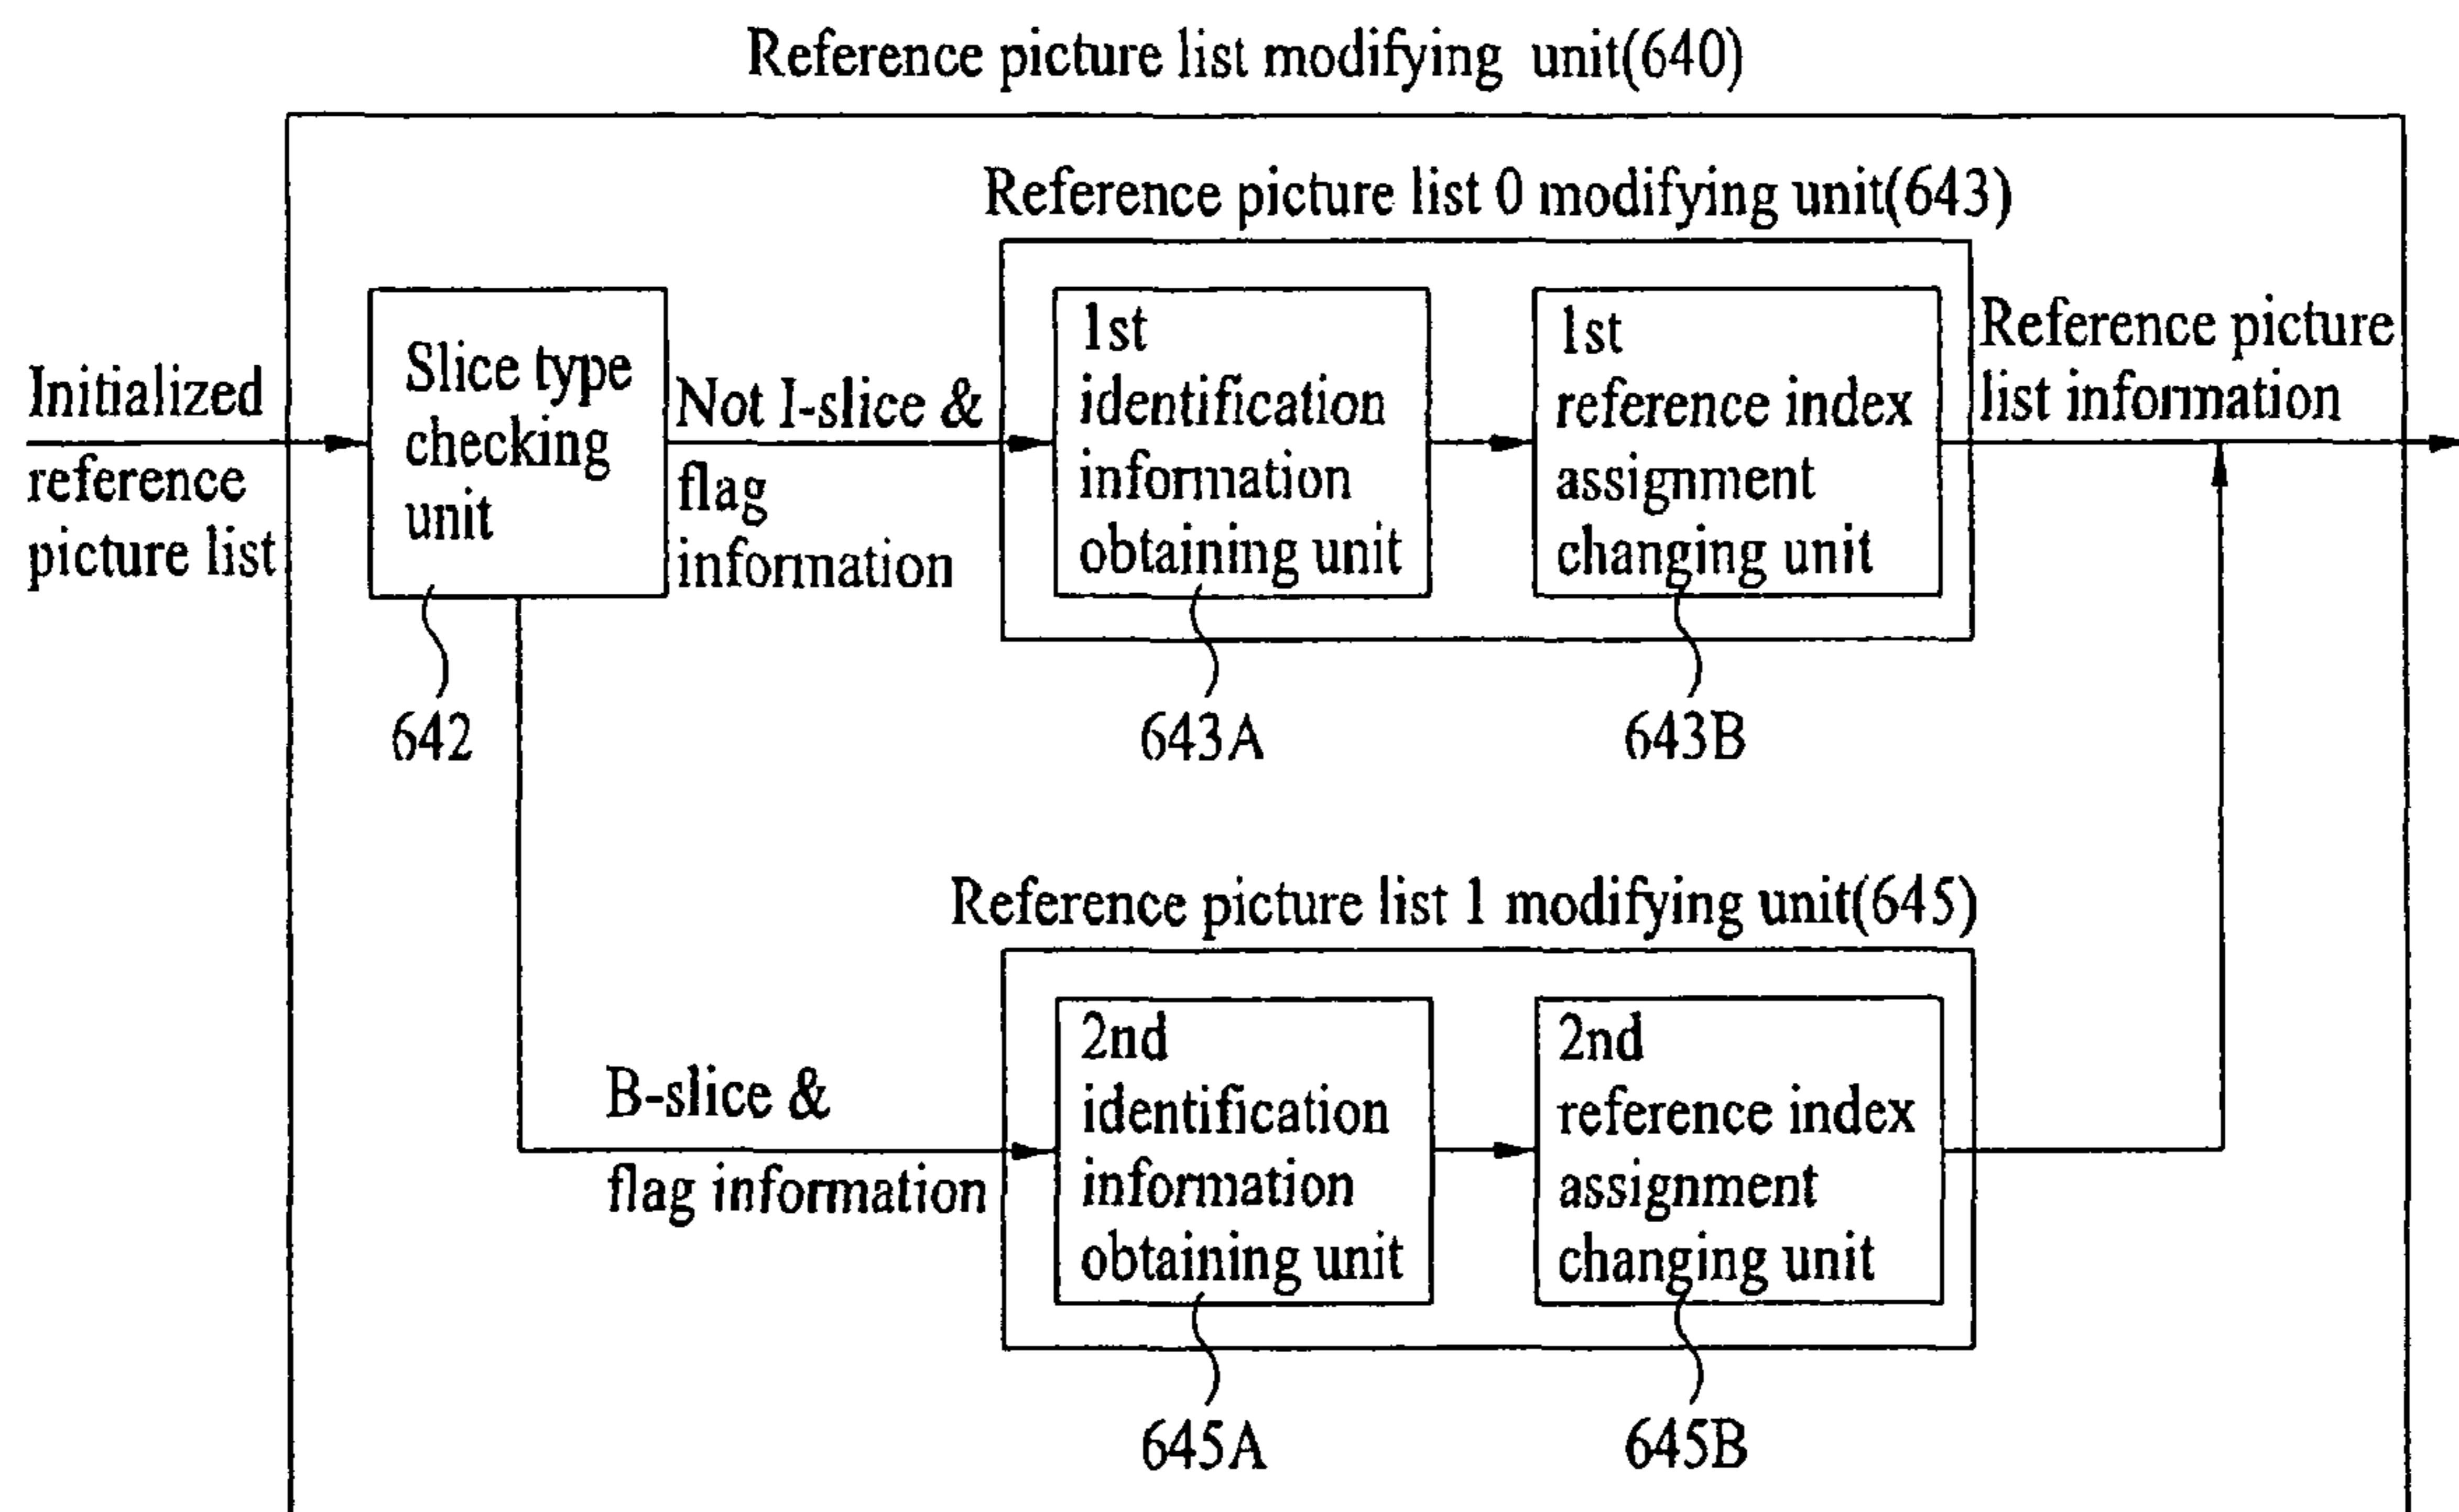 Reference picture list modifying unit(640)
Reference picture list 0 modifying unit(643)
Initialized
reference
picture list
Slice type
checking
unit
642
Not I-slice &
flag
information
1st
identification
information
obtaining unit
643A
1st
reference index
assignment
changing unit
643B
Reference picture
list information
Reference picture list 1 modifying unit(645)
B-slice &
flag information
2nd
identification
information
obtaining unit
645A
2nd
reference index
assignment
changing unit
645B